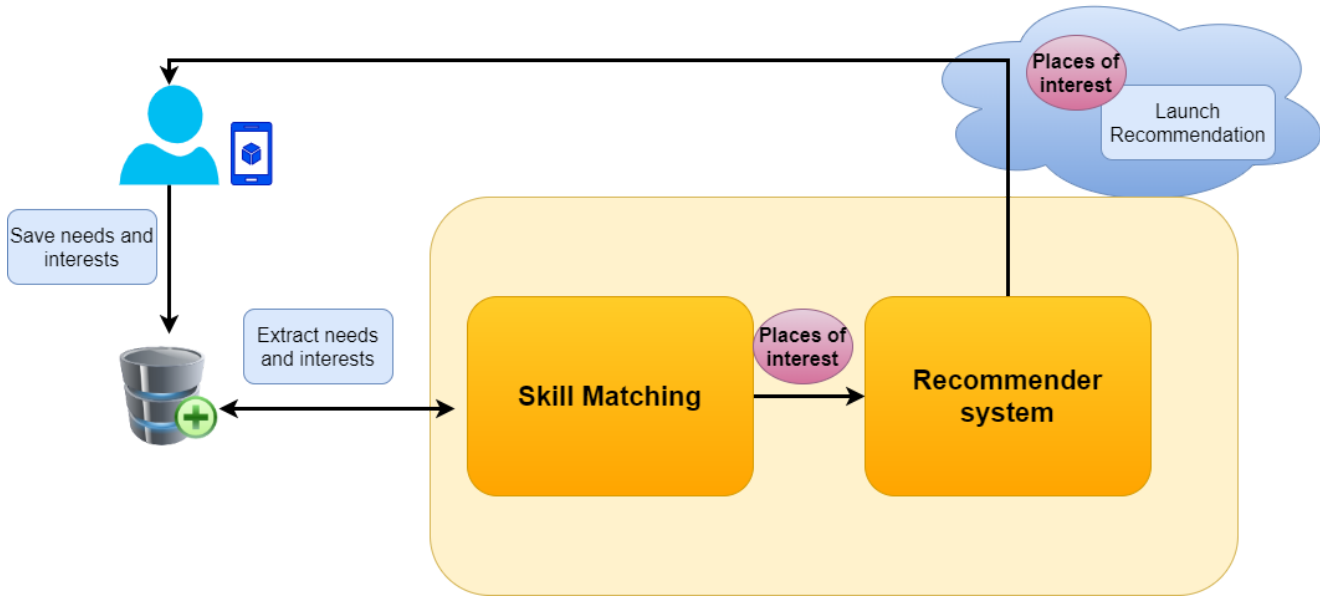 Places of
interest
Launch
Recommendation
Save needs and
interests
Extract needs
and interests
Places of
interest
Skill Matching
Recommender
system